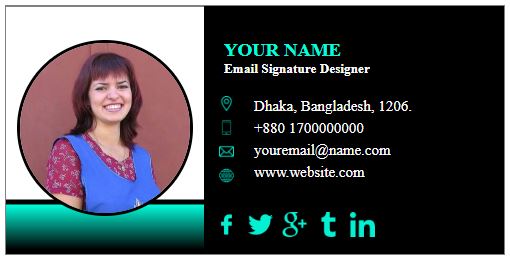 YOUR NAME
Email Signature Designer
Dhaka, Bangladesh, 1206.
+880 1700000000
youremail@name.com
www.website.com